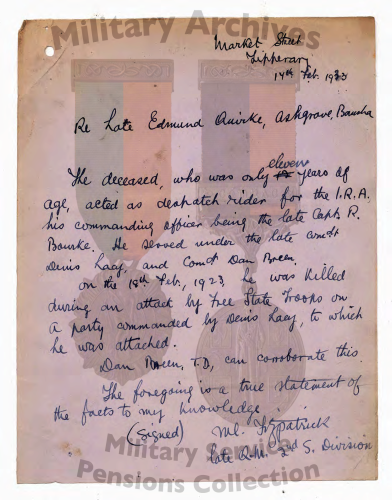 Military Archives
Market Street
Tipperary
14th Feb. 1933
Re Late Edmund Quirke, Ashgrove, Bansha
The deceased, who was only eleven years of
age, acted as despatch rider for the I.R.A.
his commanding officer being the late Capt. R.
Bourke. He served under the late Comdt
Denis Lacy, and Comdt Dan Breen.
On the 18th Feb., 1923 he was killed
during an attack by Free State Troops on
a party commanded by Denis Lacy, to which
he was attached.
Dan Breen, T.D., can corroborate this.
The foregoing is a true statement of
the facts to my knowledge.
(Signed) Ml. Fitzpatrick
late Q.M. 2nd S. Division
Military Service
Pensions Collection